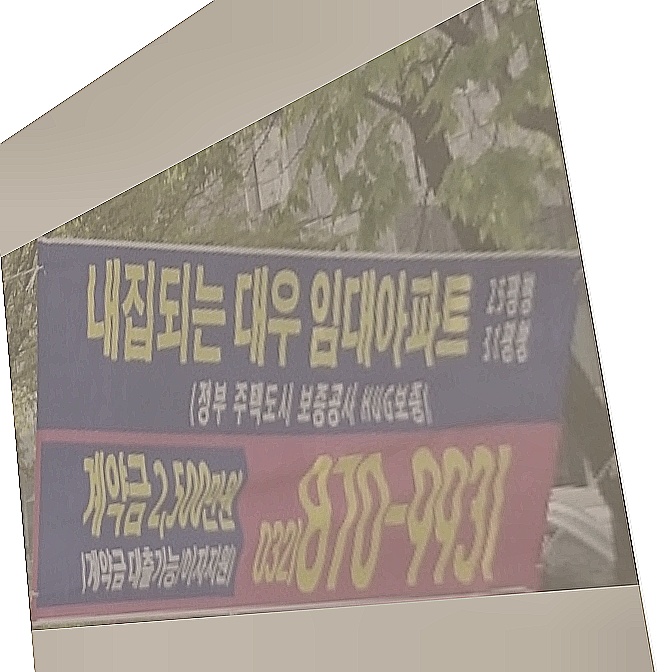 내집되는 대우 임대아파트
25평형
31평형
(정부 주택도시 보증공사 HUG보증)
계약금 2,500만원
(계약금 대출가능/이자지원)
032)870-9931